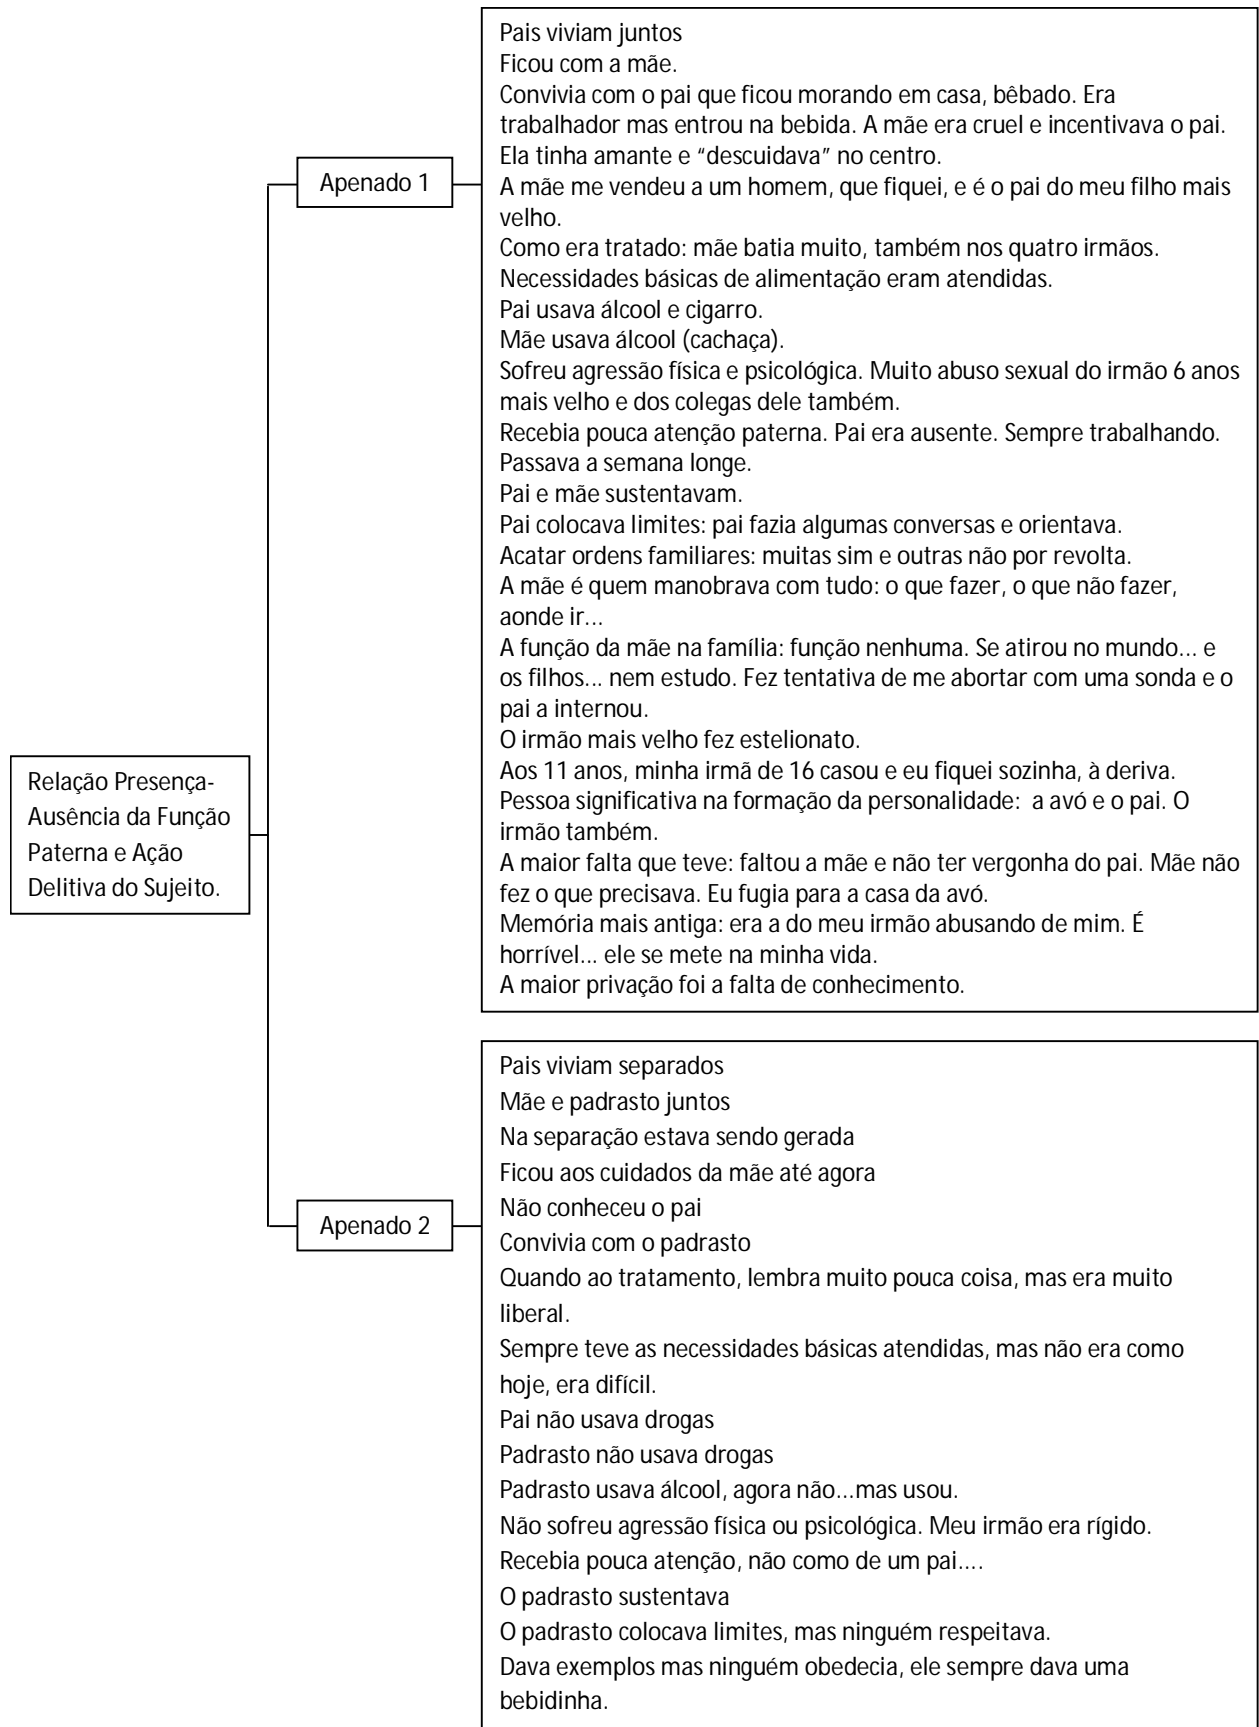 Pais viviam juntos
Ficou com a mãe.
Convivia com o pai que ficou morando em casa, bêbado. Era
trabalhador mas entrou na bebida. A mãe era cruel e incentivava o pai.
Ela tinha amante e “descuidava” no centro.
A mãe me vendeu a um homem, que fiquei, e é o pai do meu filho mais
velho.
Como era tratado: mãe batia muito, também nos quatro irmãos.
Necessidades básicas de alimentação eram atendidas.
Pai usava álcool e cigarro.
Mãe usava álcool (cachaça).
Sofreu agressão física e psicológica. Muito abuso sexual do irmão 6 anos
mais velho e dos colegas dele também.
Recebia pouca atenção paterna. Pai era ausente. Sempre trabalhando.
Passava a semana longe.
Pai e mãe sustentavam.
Pai colocava limites: pai fazia algumas conversas e orientava.
Acatar ordens familiares: muitas sim e outras não por revolta.
A mãe é quem manobrava com tudo: o que fazer, o que não fazer,
aonde ir...
A função da mãe na família: função nenhuma. Se atirou no mundo... e
os filhos... nem estudo. Fez tentativa de me abortar com uma sonda e o
pai a internou.
O irmão mais velho fez estelionato.
Aos 11 anos, minha irmã de 16 casou e eu fiquei sozinha, à deriva.
Pessoa significativa na formação da personalidade: a avó e o pai. O
irmão também.
A maior falta que teve: faltou a mãe e não ter vergonha do pai. Mãe não
fez o que precisava. Eu fugia para a casa da avó.
Memória mais antiga: era a do meu irmão abusando de mim. É
horrível... ele se mete na minha vida.
A maior privação foi a falta de conhecimento.
Apenado 1
Relação Presença-
Ausência da Função
Paterna e Ação
Delitiva do Sujeito.
Apenado 2
Pais viviam separados
Mãe e padrasto juntos
Na separação estava sendo gerada
Ficou aos cuidados da mãe até agora
Não conheceu o pai
Convivia com o padrasto
Quando ao tratamento, lembra muito pouca coisa, mas era muito
liberal.
Sempre teve as necessidades básicas atendidas, mas não era como
hoje, era difícil.
Pai não usava drogas
Padrasto não usava drogas
Padrasto usava álcool, agora não...mas usou.
Não sofreu agressão física ou psicológica. Meu irmão era rígido.
Recebia pouca atenção, não como de um pai....
O padrasto sustentava
O padrasto colocava limites, mas ninguém respeitava.
Dava exemplos mas ninguém obedecia, ele sempre dava uma
bebidinha.